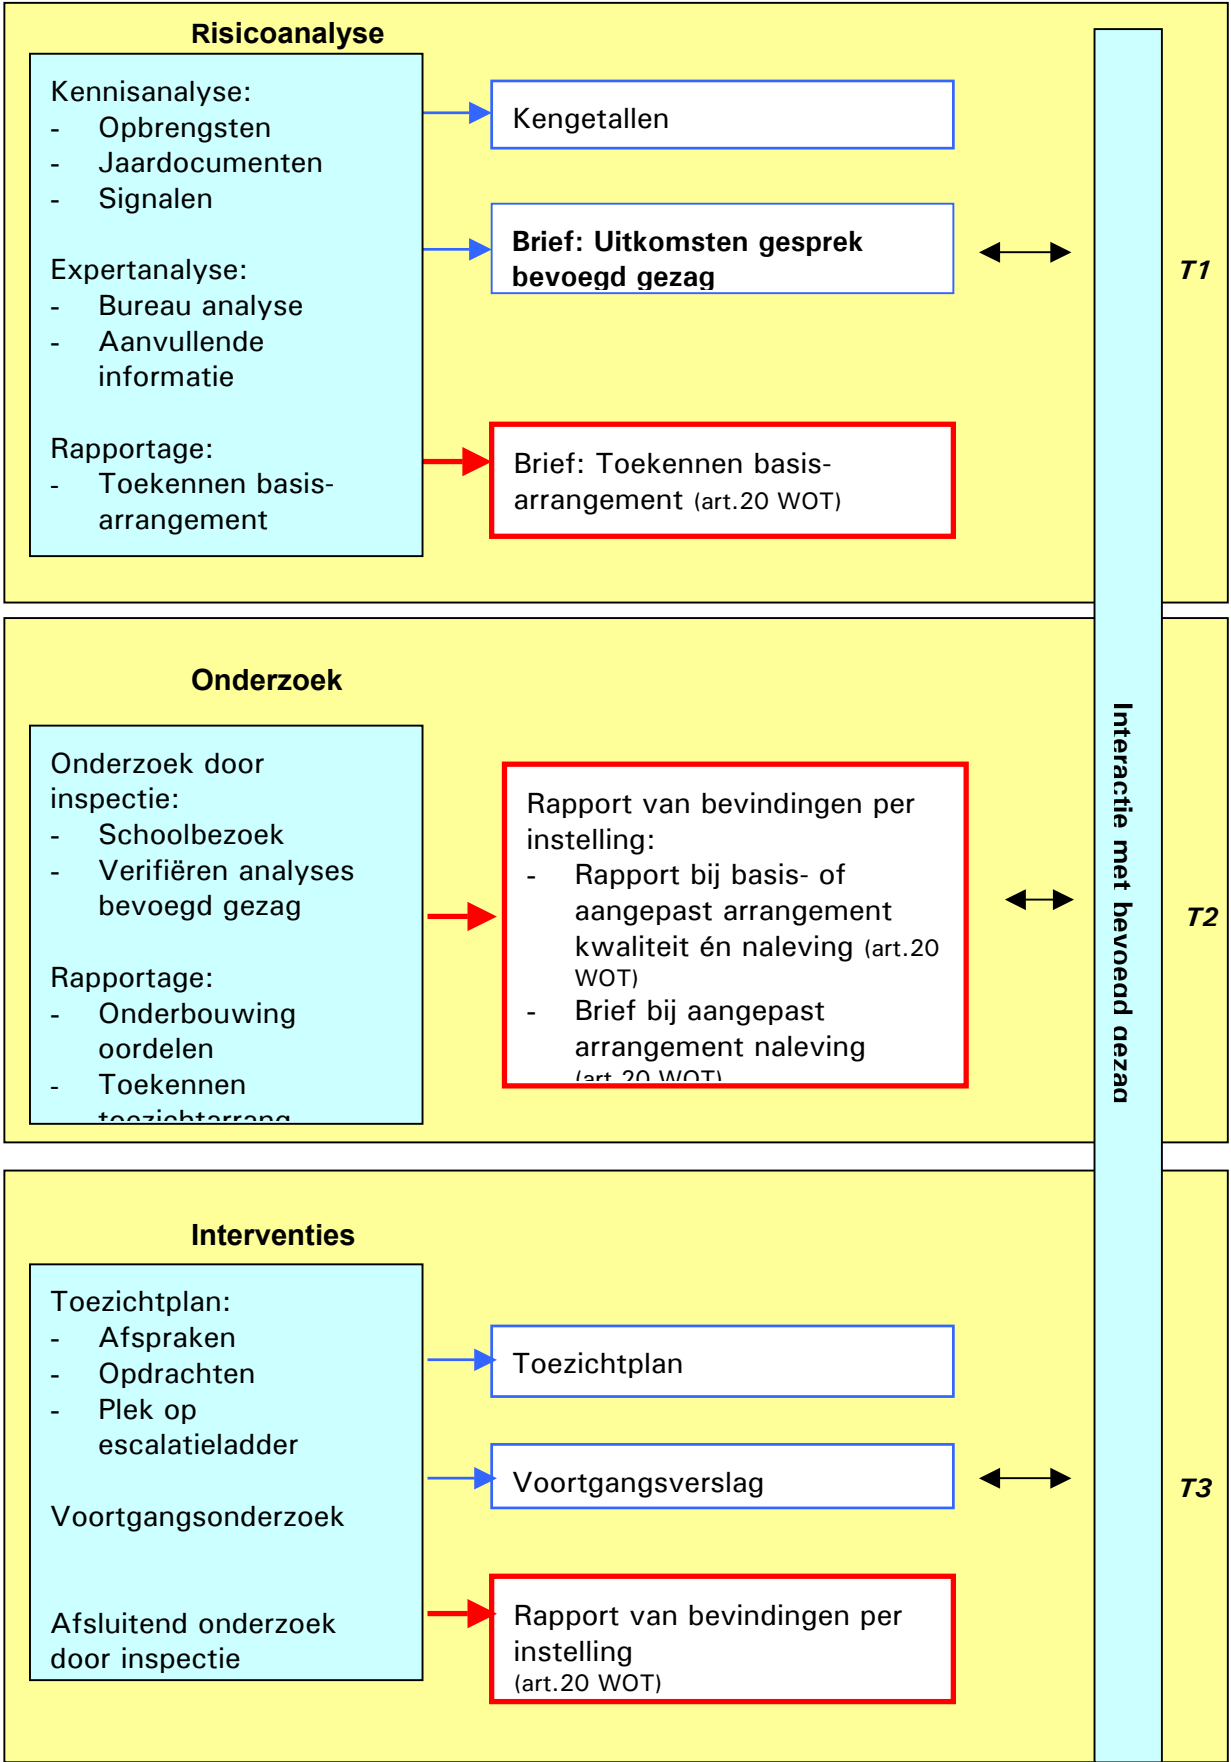 Risicoanalyse
Kennisanalyse:
- Opbrengsten
- Jaardocumenten
- Signalen
Expertanalyse:
- Bureau analyse
- Aanvullende
informatie
Rapportage:
- Toekennen basis-
arrangement
Kengetallen
Brief: Uitkomsten gesprek
bevoegd gezag
Brief: Toekennen basis-
arrangement (art.20 WOT)
T1
Onderzoek
Onderzoek door
inspectie:
- Schoolbezoek
- Verifiëren analyses
bevoegd gezag
Rapportage:
- Onderbouwing
oordelen
- Toekennen
toezichtarrang
Rapport van bevindingen per
instelling:
- Rapport bij basis- of
aangepast arrangement
kwaliteit én naleving (art.20
WOT)
- Brief bij aangepast
arrangement naleving
(art.20 WOT)
Interactie met bevoegd gezag
T2
Interventies
Toezichtplan:
- Afspraken
- Opdrachten
- Plek op
escalatieladder
Voortgangsonderzoek
Afsluitend onderzoek
door inspectie
Toezichtplan
Voortgangsverslag
Rapport van bevindingen per
instelling
(art.20 WOT)
T3